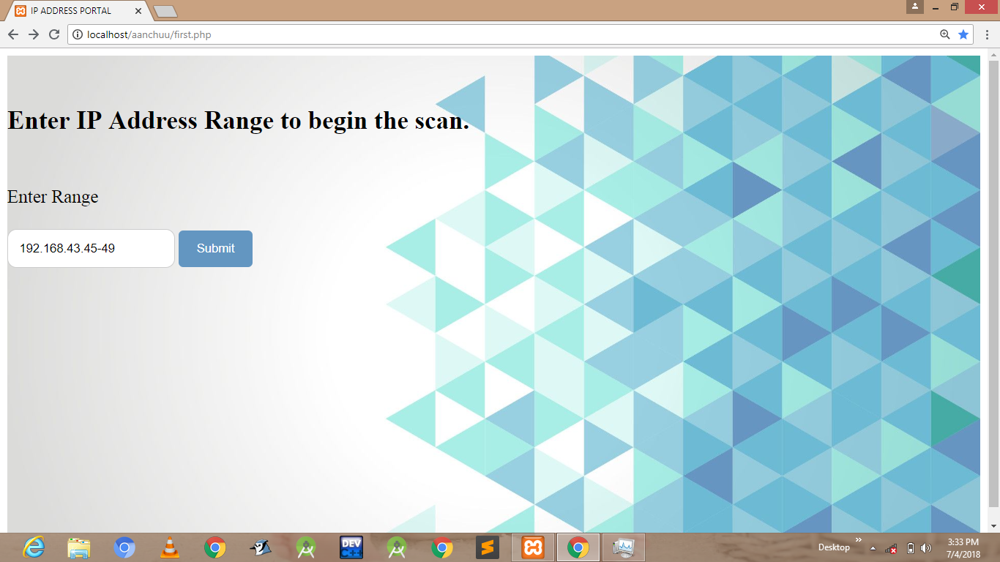 IP ADDRESS PORTAL
localhost/aanchuu/first.php
Enter IP Address Range to begin the scan.
Enter Range
192.168.43.45-49
Submit
DEV
C++
Desktop
3:33 PM
7/4/2018